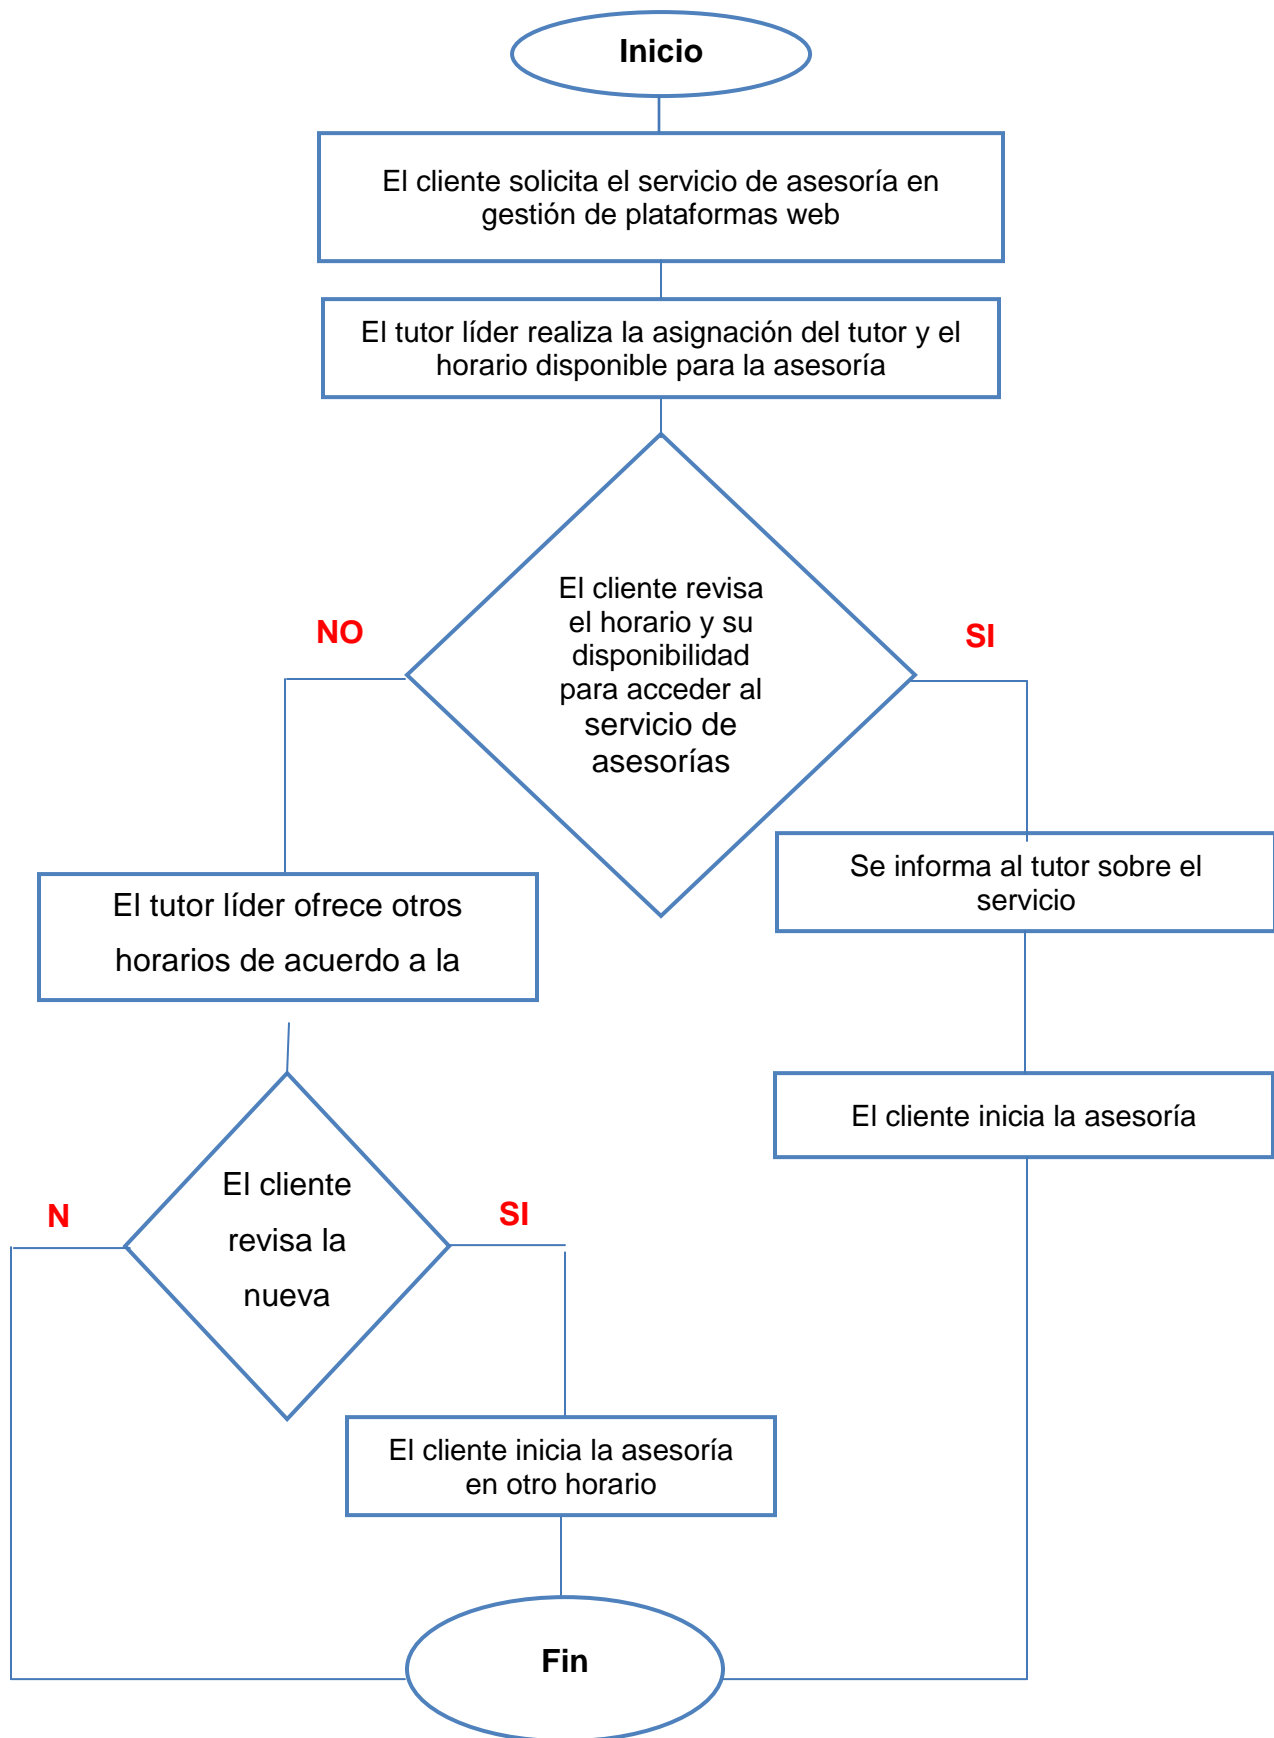 Inicio
El cliente solicita el servicio de asesoría en
gestión de plataformas web
El tutor líder realiza la asignación del tutor y el
horario disponible para la asesoría
El cliente revisa
el horario y su
disponibilidad
para acceder al
servicio de
asesorías
NO
SI
El tutor líder ofrece otros
horarios de acuerdo a la
Se informa al tutor sobre el
servicio
El cliente inicia la asesoría
El cliente
revisa la
nueva
N
SI
El cliente inicia la asesoría
en otro horario
Fin